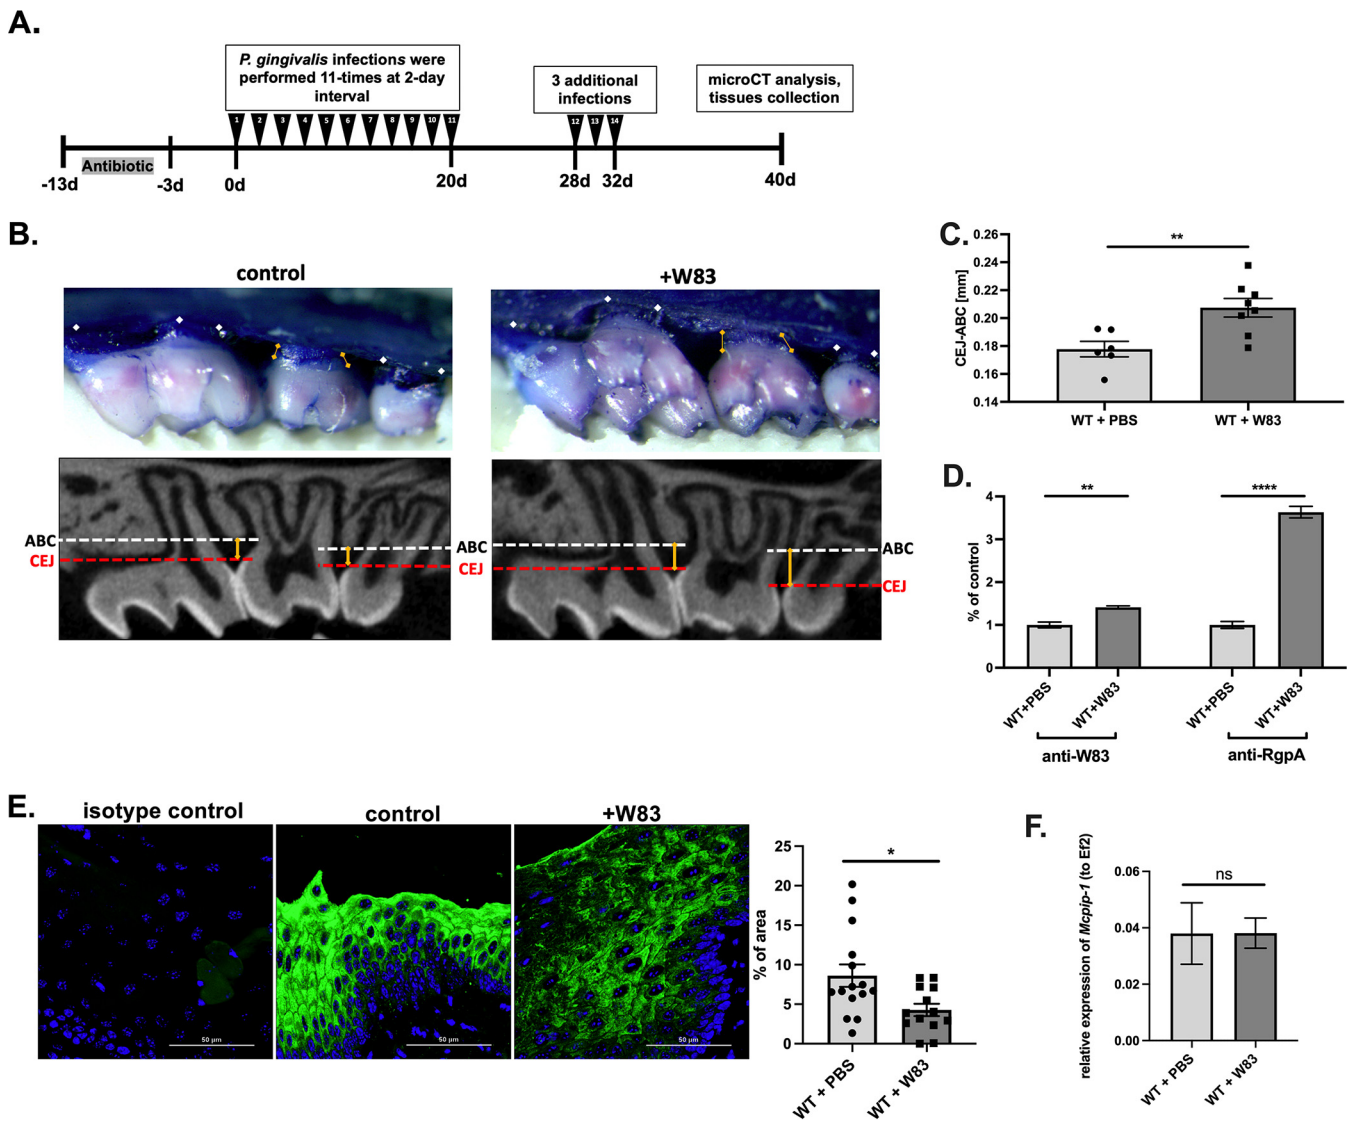 A.
P. gingivalis infections were
performed 11-times at 2-day
interval
3 additional
infections
microCT analysis,
tissues collection
1 2 3 4 5 6 7 8 9 10 11
12 13 14
Antibiotic
-13d -3d 0d 20d 28d 32d 40d
B.
control
+W83
ABC
CEJ
ABC
CEJ
ABC
CEJ
C.
CEJ-ABC [mm]
0.26
0.24
0.22
0.20
0.18
0.16
0.14
**
WT + PBS
WT + W83
D.
% of control
4
3
2
1
0
**
****
WT+PBS
WT+W83
WT+PBS
WT+W83
anti-W83
anti-RgpA
E.
isotype control
control
+W83
50 µm
50 µm
50 µm
% of area
25
20
15
10
5
0
*
WT + PBS
WT + W83
F.
relative expression of Mcpip-1 (to Ef2)
0.06
0.04
0.02
0.00
ns
WT + PBS
WT + W83